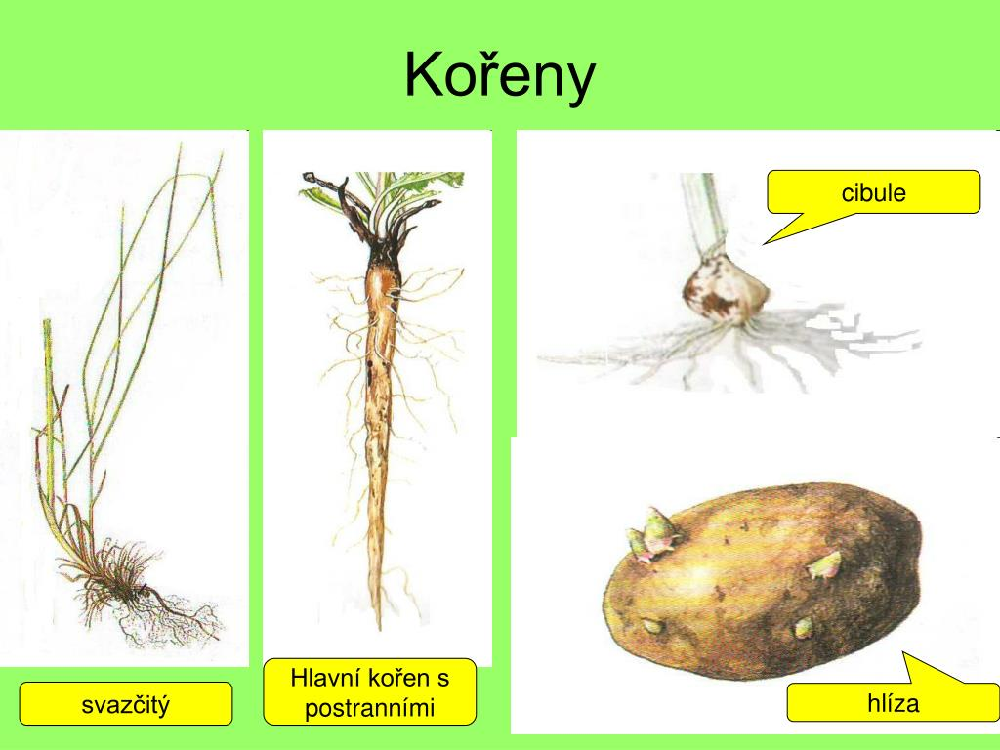 Kořeny
cibule
svazčitý
Hlavní kořen s
postranními
hlíza